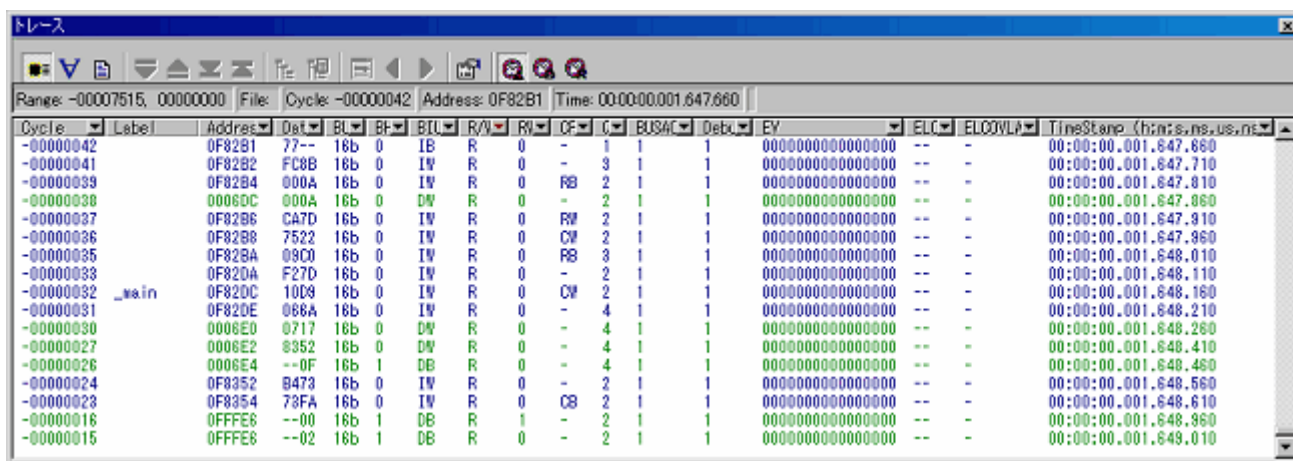 トレース
Range: -00007515, 00000000 File: Cycle: -00000042 Address: 0F82B1 Time: 00:00:00.001.647.660
Cycle Label Addres Dat BU BH BIU R/W RW CF C BUSAC Debu EV ELC ELCOVLA TimeStamp (h:m:s.ms.us.ns
-00000042 0F82B1 77-- 16b 0 IB R 0 - 1 1 1 0000000000000000 -- - 00:00:00.001.647.660
-00000041 0F82B2 FC8B 16b 0 IW R 0 - 3 1 1 0000000000000000 -- - 00:00:00.001.647.710
-00000039 0F82B4 000A 16b 0 IW R 0 RB 2 1 1 0000000000000000 -- - 00:00:00.001.647.810
-00000038 0006DC 000A 16b 0 DW R 0 - 2 1 1 0000000000000000 -- - 00:00:00.001.647.860
-00000037 0F82B6 CA7D 16b 0 IW R 0 RW 2 1 1 0000000000000000 -- - 00:00:00.001.647.910
-00000036 0F82B8 7522 16b 0 IW R 0 CW 2 1 1 0000000000000000 -- - 00:00:00.001.647.960
-00000035 0F82BA 09C0 16b 0 IW R 0 RB 3 1 1 0000000000000000 -- - 00:00:00.001.648.010
-00000033 0F82DA F27D 16b 0 IW R 0 - 2 1 1 0000000000000000 -- - 00:00:00.001.648.110
-00000032 _main 0F82DC 10D9 16b 0 IW R 0 CW 2 1 1 0000000000000000 -- - 00:00:00.001.648.160
-00000031 0F82DE 066A 16b 0 IW R 0 - 4 1 1 0000000000000000 -- - 00:00:00.001.648.210
-00000030 0006E0 0717 16b 0 DW R 0 - 4 1 1 0000000000000000 -- - 00:00:00.001.648.260
-00000027 0006E2 8352 16b 0 DW R 0 - 4 1 1 0000000000000000 -- - 00:00:00.001.648.410
-00000026 0006E4 --0F 16b 1 DB R 0 - 4 1 1 0000000000000000 -- - 00:00:00.001.648.460
-00000024 0F8352 B473 16b 0 IW R 0 - 2 1 1 0000000000000000 -- - 00:00:00.001.648.560
-00000023 0F8354 73FA 16b 0 IW R 0 CB 2 1 1 0000000000000000 -- - 00:00:00.001.648.610
-00000016 0FFFE6 --00 16b 1 DB R 1 - 2 1 1 0000000000000000 -- - 00:00:00.001.648.960
-00000015 0FFFE6 --02 16b 1 DB R 0 - 2 1 1 0000000000000000 -- - 00:00:00.001.649.010